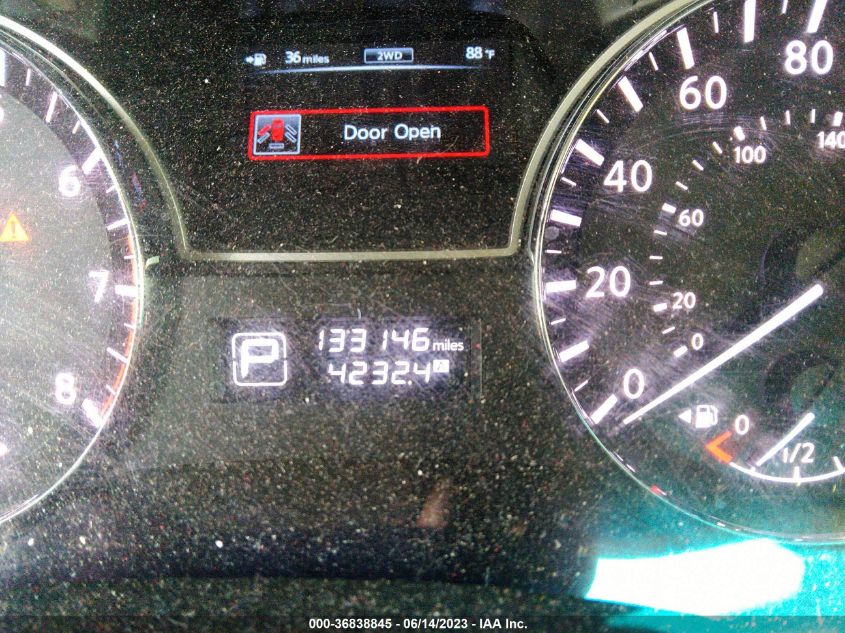 36 miles 2WD 88°F
Door Open
6
7
8
P 133146 miles
4232.4 A
0 20 40 60 80
0 20 60 100 140
0 1/2
000-36838845 - 06/14/2023 - IAA Inc.